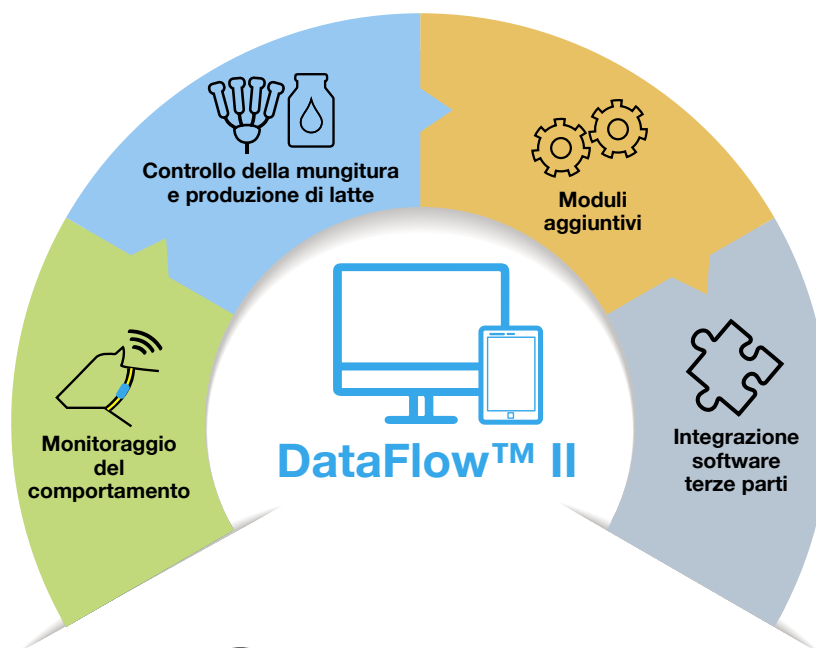 Controllo della mungitura
e produzione di latte
Moduli
aggiuntivi
Monitoraggio
del
comportamento
DataFlow™ II
Integrazione
software
terze parti